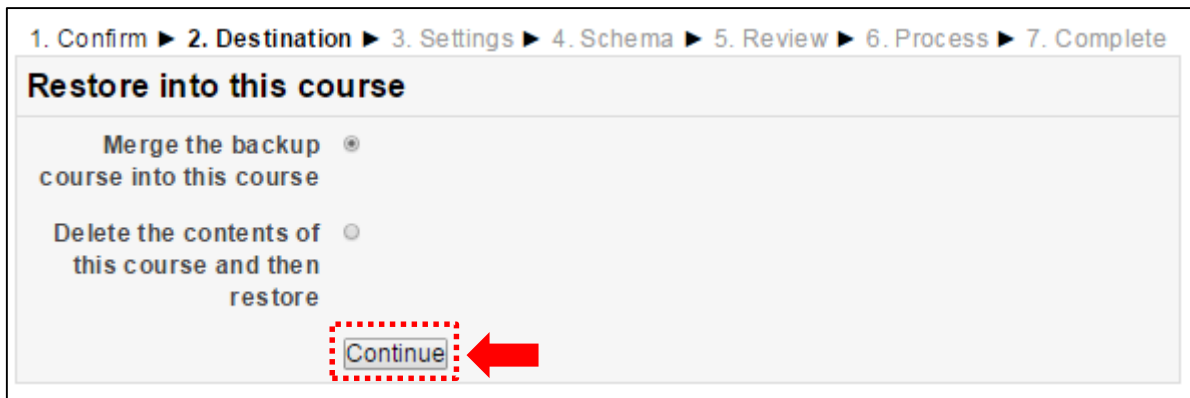 1. Confirm ► 2. Destination ► 3. Settings ► 4. Schema ► 5. Review ► 6. Process ► 7. Complete
Restore into this course
Merge the backup
course into this course
Delete the contents of
this course and then
restore
Continue